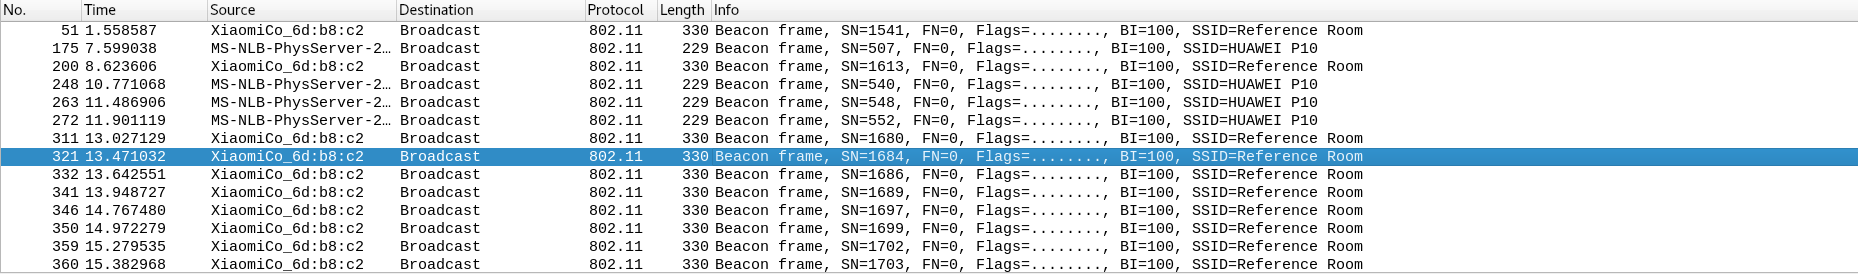 No. Time Source Destination Protocol Length Info
51 1.558587 XiaomiCo_6d:b8:c2 Broadcast 802.11 330 Beacon frame, SN=1541, FN=0, Flags=........, BI=100, SSID=Reference Room
175 7.599038 MS-NLB-PhysServer-2… Broadcast 802.11 229 Beacon frame, SN=507, FN=0, Flags=........, BI=100, SSID=HUAWEI P10
200 8.623606 XiaomiCo_6d:b8:c2 Broadcast 802.11 330 Beacon frame, SN=1613, FN=0, Flags=........, BI=100, SSID=Reference Room
248 10.771068 MS-NLB-PhysServer-2… Broadcast 802.11 229 Beacon frame, SN=540, FN=0, Flags=........, BI=100, SSID=HUAWEI P10
263 11.486906 MS-NLB-PhysServer-2… Broadcast 802.11 229 Beacon frame, SN=548, FN=0, Flags=........, BI=100, SSID=HUAWEI P10
272 11.901119 MS-NLB-PhysServer-2… Broadcast 802.11 229 Beacon frame, SN=552, FN=0, Flags=........, BI=100, SSID=HUAWEI P10
311 13.027129 XiaomiCo_6d:b8:c2 Broadcast 802.11 330 Beacon frame, SN=1680, FN=0, Flags=........, BI=100, SSID=Reference Room
321 13.471032 XiaomiCo_6d:b8:c2 Broadcast 802.11 330 Beacon frame, SN=1684, FN=0, Flags=........, BI=100, SSID=Reference Room
332 13.642551 XiaomiCo_6d:b8:c2 Broadcast 802.11 330 Beacon frame, SN=1686, FN=0, Flags=........, BI=100, SSID=Reference Room
341 13.948727 XiaomiCo_6d:b8:c2 Broadcast 802.11 330 Beacon frame, SN=1689, FN=0, Flags=........, BI=100, SSID=Reference Room
346 14.767480 XiaomiCo_6d:b8:c2 Broadcast 802.11 330 Beacon frame, SN=1697, FN=0, Flags=........, BI=100, SSID=Reference Room
350 14.972279 XiaomiCo_6d:b8:c2 Broadcast 802.11 330 Beacon frame, SN=1699, FN=0, Flags=........, BI=100, SSID=Reference Room
359 15.279535 XiaomiCo_6d:b8:c2 Broadcast 802.11 330 Beacon frame, SN=1702, FN=0, Flags=........, BI=100, SSID=Reference Room
360 15.382968 XiaomiCo_6d:b8:c2 Broadcast 802.11 330 Beacon frame, SN=1703, FN=0, Flags=........, BI=100, SSID=Reference Room